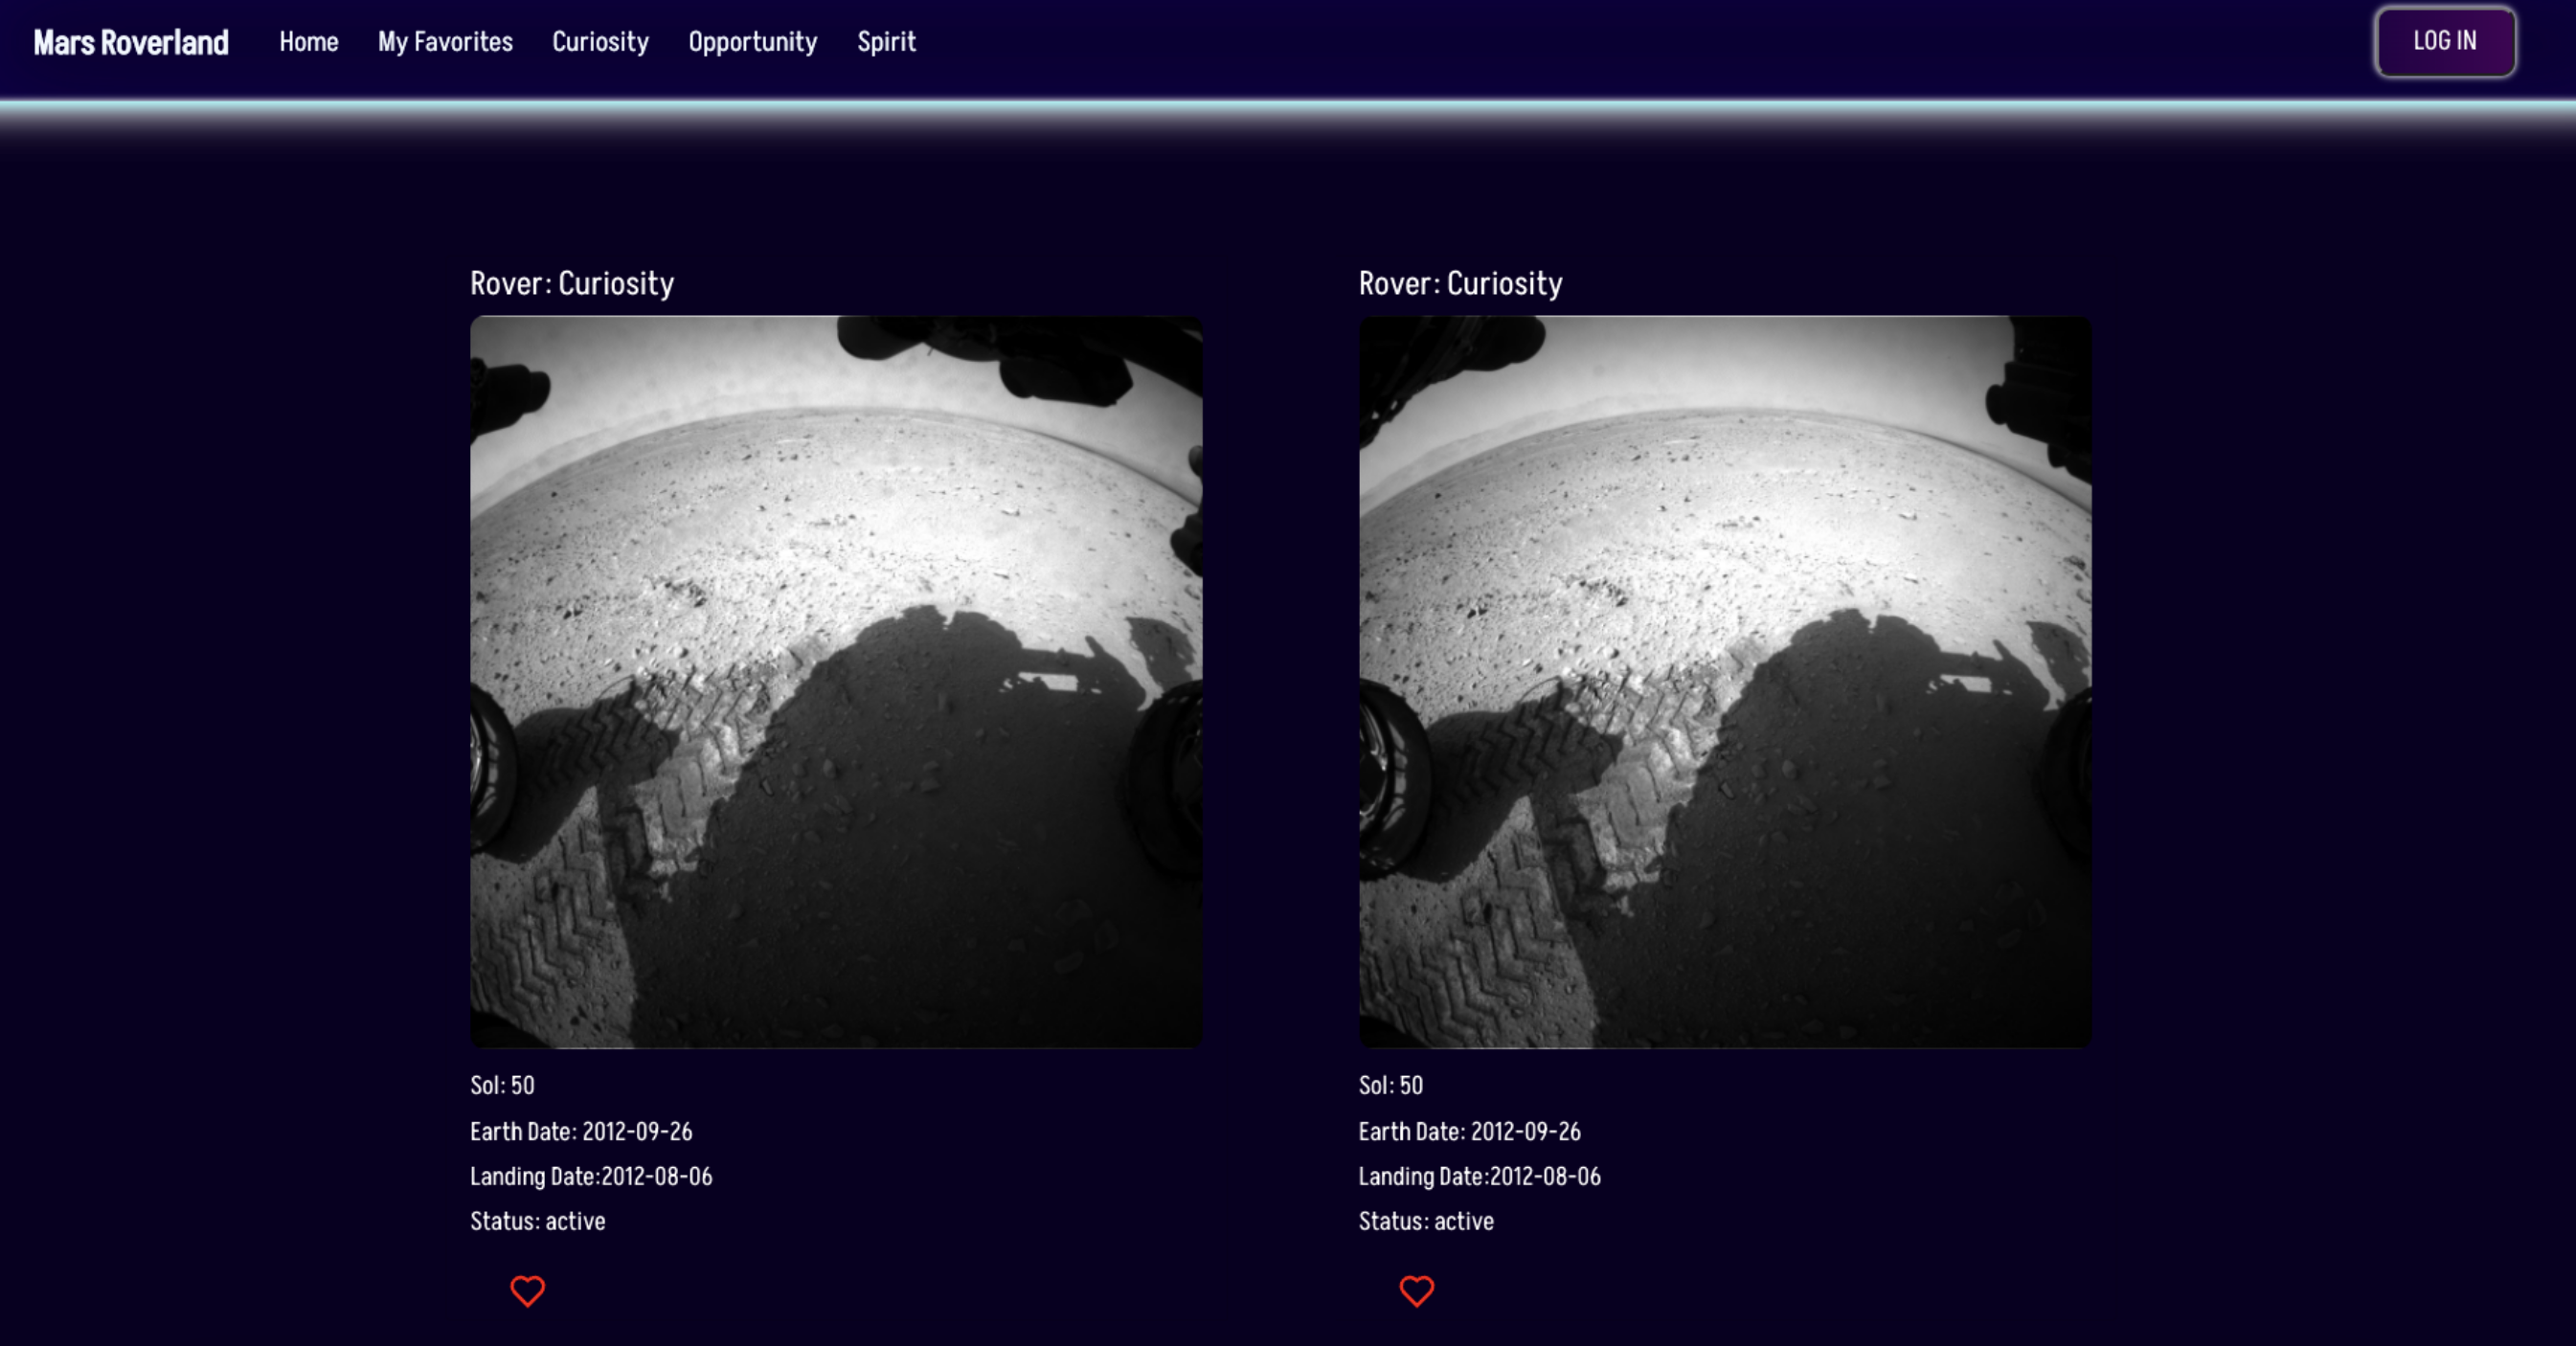 Mars Roverland Home My Favorites Curiosity Opportunity Spirit LOG IN
Rover: Curiosity
Sol: 50
Earth Date: 2012-09-26
Landing Date:2012-08-06
Status: active
Rover: Curiosity
Sol: 50
Earth Date: 2012-09-26
Landing Date:2012-08-06
Status: active